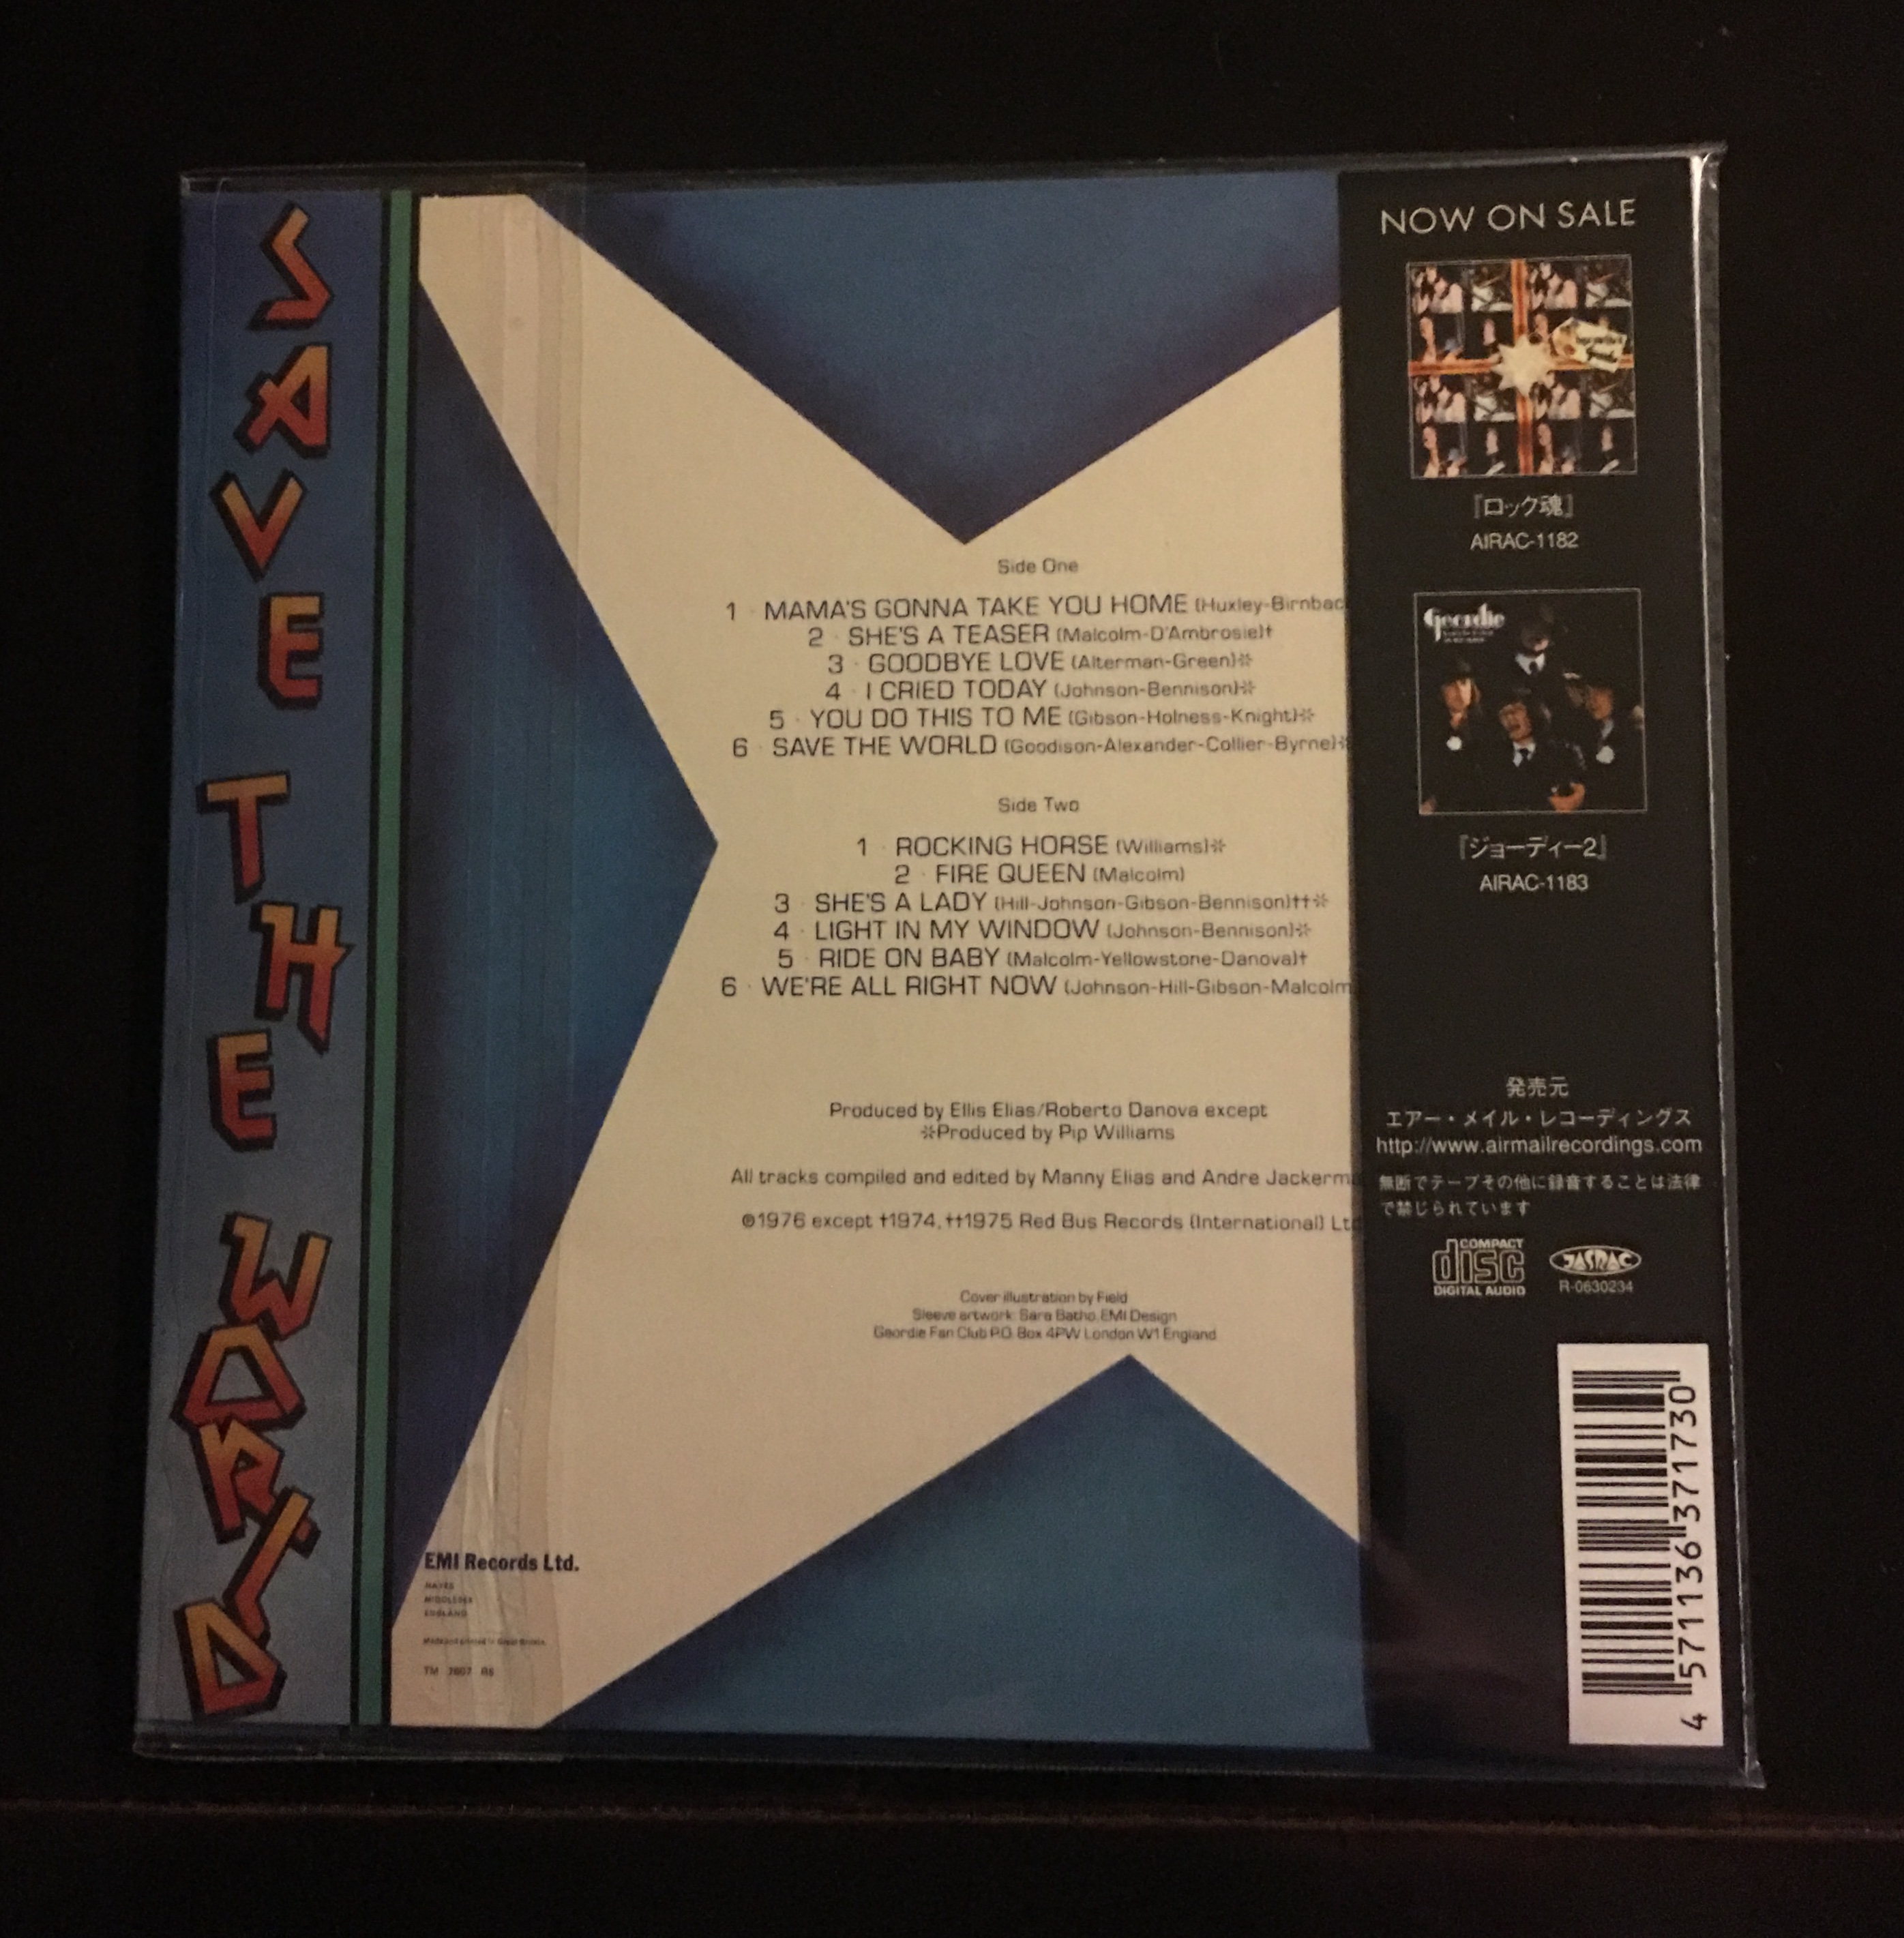 SAVE THE WORLD
Side One
1 · MAMA'S GONNA TAKE YOU HOME (Huxley-Birnbac
2 · SHE'S A TEASER (Malcolm-D'Ambrosie)†
3 · GOODBYE LOVE (Alterman-Green)※
4 · I CRIED TODAY (Johnson-Bennison)※
5 · YOU DO THIS TO ME (Gibson-Holness-Knight)※
6 · SAVE THE WORLD (Goodison-Alexander-Collier-Byrne)※
Side Two
1 · ROCKING HORSE (Williams)※
2 · FIRE QUEEN (Malcolm)
3 · SHE'S A LADY (Hill-Johnson-Gibson-Bennison)††※
4 · LIGHT IN MY WINDOW (Johnson-Bennison)※
5 · RIDE ON BABY (Malcolm-Yellowstone-Danova)†
6 · WE'RE ALL RIGHT NOW (Johnson-Hill-Gibson-Malcolm
Produced by Ellis Elias/Roberto Danova except
※Produced by Pip Williams
All tracks compiled and edited by Manny Elias and Andre Jackerma
℗1976 except †1974, ††1975 Red Bus Records (International) Ltd
Cover illustration by Field
Sleeve artwork: Sara Batho, EMI Design
Geordie Fan Club P.O. Box 4PW London W1 England
EMI Records Ltd.
HAYES
MIDDLESEX
ENGLAND
NOW ON SALE
『ロック魂』
AIRAC-1182
Geordie
『ジョーディー2』
AIRAC-1183
発売元
エアー・メイル・レコーディングス
http://www.airmailrecordings.com
無断でテープその他に録音することは法律
で禁じられています
COMPACT
disc
DIGITAL AUDIO
JASRAC
R-0630234
4 571136 371730